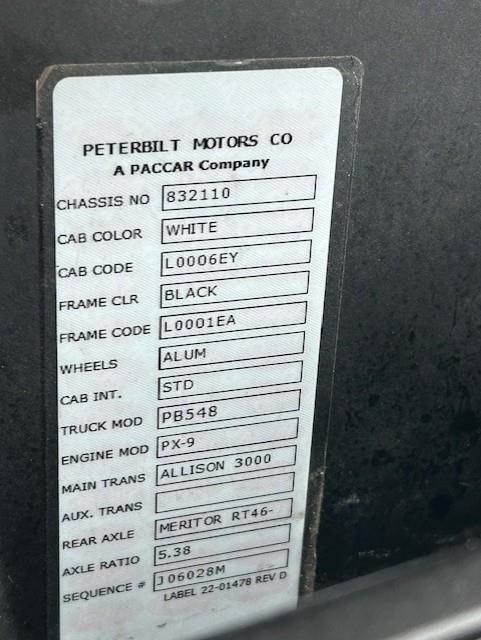 PETERBILT MOTORS CO
A PACCAR Company
CHASSIS NO 832110
CAB COLOR WHITE
CAB CODE L0006EY
FRAME CLR BLACK
FRAME CODE L0001EA
WHEELS ALUM
CAB INT. STD
TRUCK MOD PB548
ENGINE MOD PX-9
MAIN TRANS ALLISON 3000
AUX. TRANS
REAR AXLE MERITOR RT46-
AXLE RATIO 5.38
SEQUENCE # J06028M
LABEL 22-01478 REV D